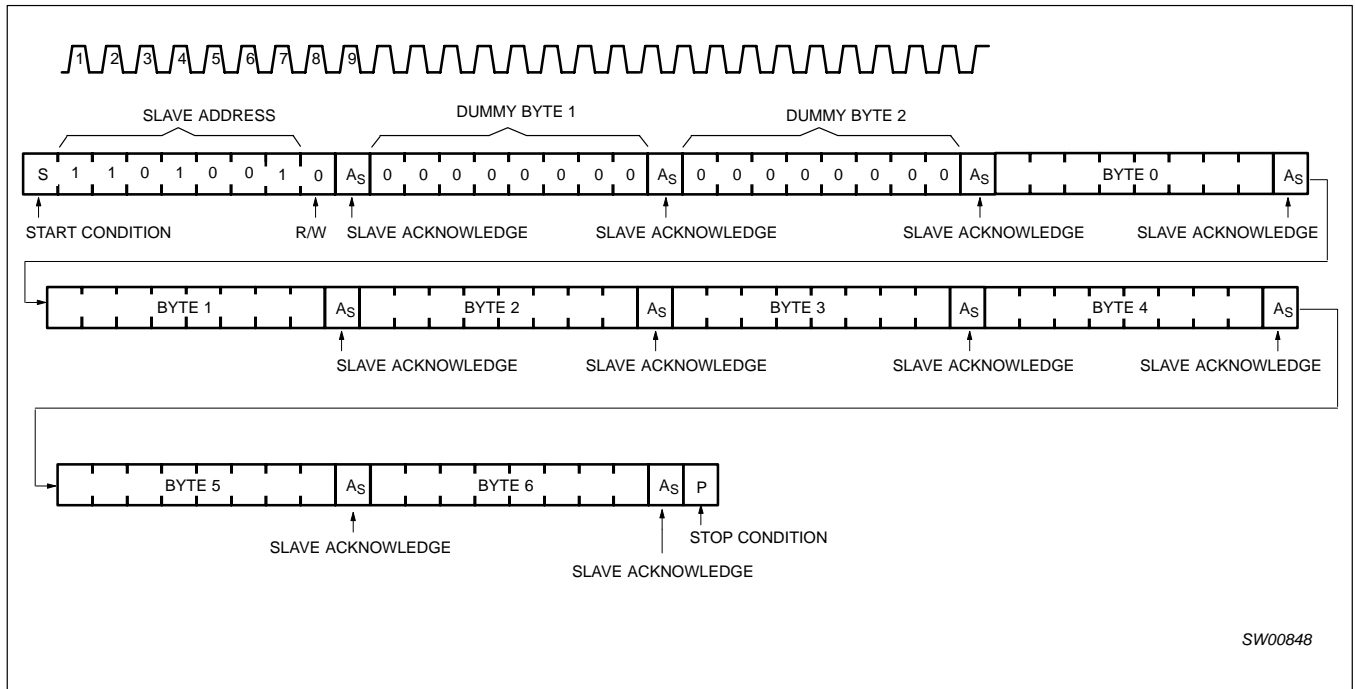 1 2 3 4 5 6 7 8 9
SLAVE ADDRESS DUMMY BYTE 1 DUMMY BYTE 2
S 1 1 0 1 0 0 1 0 AS 0 0 0 0 0 0 0 0 AS 0 0 0 0 0 0 0 0 AS BYTE 0 AS
START CONDITION R/W SLAVE ACKNOWLEDGE SLAVE ACKNOWLEDGE SLAVE ACKNOWLEDGE SLAVE ACKNOWLEDGE
BYTE 1 AS BYTE 2 AS BYTE 3 AS BYTE 4 AS
SLAVE ACKNOWLEDGE SLAVE ACKNOWLEDGE SLAVE ACKNOWLEDGE SLAVE ACKNOWLEDGE
BYTE 5 AS BYTE 6 AS P
SLAVE ACKNOWLEDGE STOP CONDITION
SLAVE ACKNOWLEDGE
SW00848